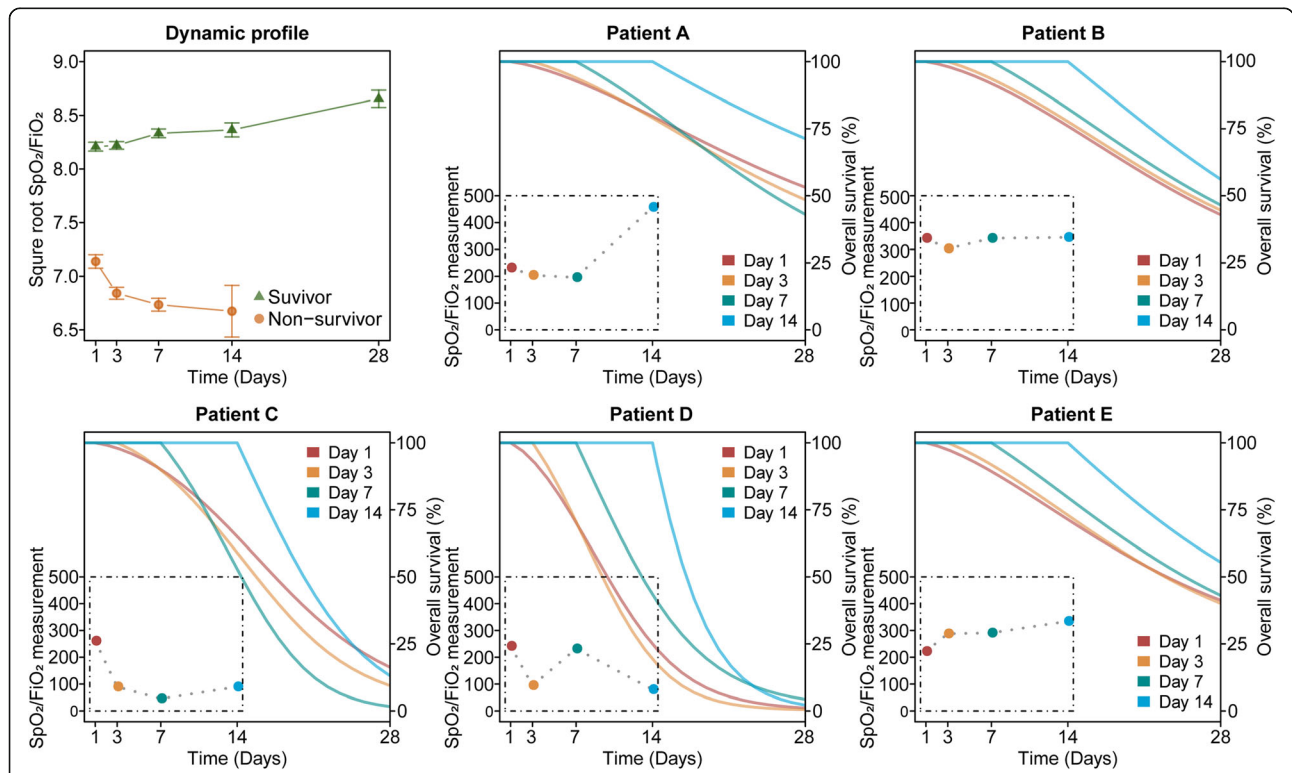 Dynamic profile
9.0
8.5
8.0
7.5
7.0
6.5
Squre root SpO₂/FiO₂
Suvivor
Non−survivor
1 3 7 14 28
Time (Days)
Patient A
500
400
300
200
100
0
SpO₂/FiO₂ measurement
100
75
50
25
0
Overall survival (%)
Day 1
Day 3
Day 7
Day 14
1 3 7 14 28
Time (Days)
Patient B
500
400
300
200
100
0
SpO₂/FiO₂ measurement
100
75
50
25
0
Overall survival (%)
Day 1
Day 3
Day 7
Day 14
1 3 7 14 28
Time (Days)
Patient C
Day 1
Day 3
Day 7
Day 14
500
400
300
200
100
0
SpO₂/FiO₂ measurement
100
75
50
25
0
Overall survival (%)
1 3 7 14 28
Time (Days)
Patient D
Day 1
Day 3
Day 7
Day 14
500
400
300
200
100
0
SpO₂/FiO₂ measurement
100
75
50
25
0
Overall survival (%)
1 3 7 14 28
Time (Days)
Patient E
500
400
300
200
100
0
SpO₂/FiO₂ measurement
100
75
50
25
0
Overall survival (%)
Day 1
Day 3
Day 7
Day 14
1 3 7 14 28
Time (Days)